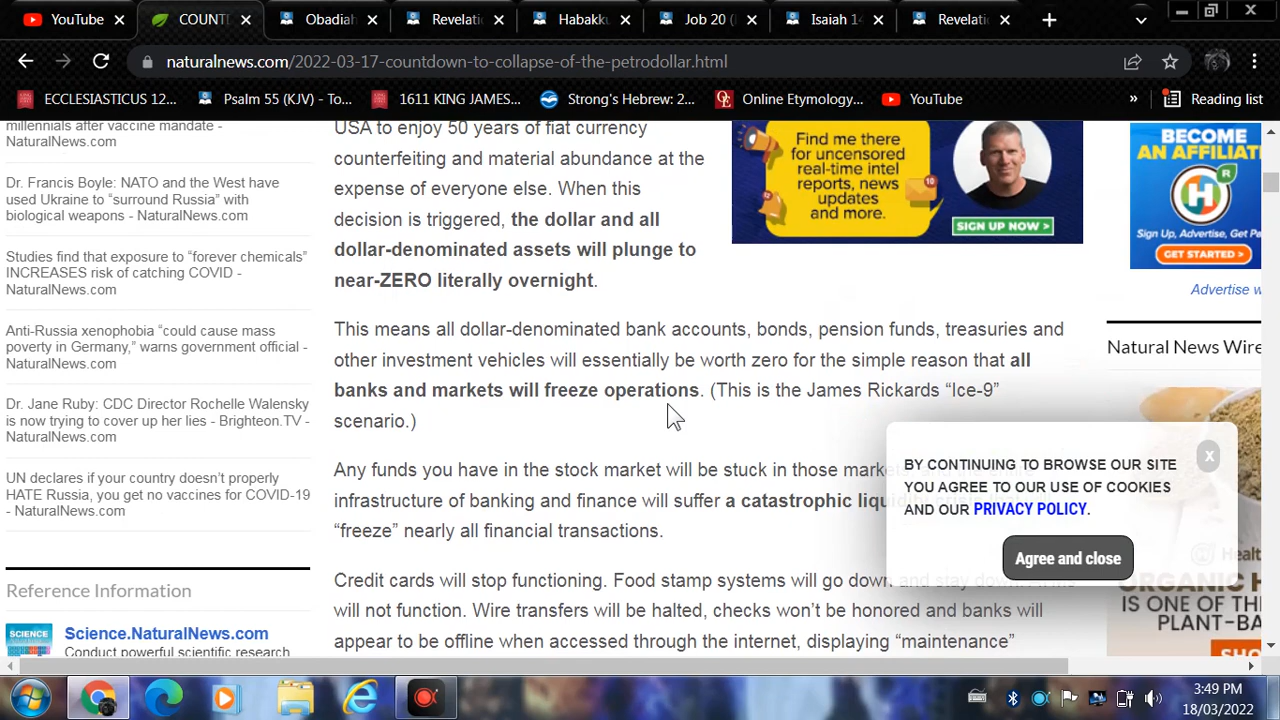 YouTube
COUNT
Obadiah
Revelati
Habakku
Job 20 (
Isaiah 14
Revelati
naturalnews.com/2022-03-17-countdown-to-collapse-of-the-petrodollar.html
ECCLESIASTICUS 12...
Psalm 55 (KJV) - To...
1611 KING JAMES...
Strong's Hebrew: 2...
Online Etymology...
YouTube
»
Reading list
millennials after vaccine mandate -
NaturalNews.com
Dr. Francis Boyle: NATO and the West have
used Ukraine to “surround Russia” with
biological weapons - NaturalNews.com
Studies find that exposure to “forever chemicals”
INCREASES risk of catching COVID -
NaturalNews.com
Anti-Russia xenophobia “could cause mass
poverty in Germany,” warns government official -
NaturalNews.com
Dr. Jane Ruby: CDC Director Rochelle Walensky
is now trying to cover up her lies - Brighteon.TV -
NaturalNews.com
UN declares if your country doesn’t properly
HATE Russia, you get no vaccines for COVID-19
- NaturalNews.com
Reference Information
SCIENCE
Science.NaturalNews.com
Conduct powerful scientific research
USA to enjoy 50 years of fiat currency
counterfeiting and material abundance at the
expense of everyone else. When this
decision is triggered, the dollar and all
dollar-denominated assets will plunge to
near-ZERO literally overnight.
This means all dollar-denominated bank accounts, bonds, pension funds, treasuries and
other investment vehicles will essentially be worth zero for the simple reason that all
banks and markets will freeze operations. (This is the James Rickards “Ice-9”
scenario.)
Any funds you have in the stock market will be stuck in those
infrastructure of banking and finance will suffer a catastrophic
“freeze” nearly all financial transactions.
Credit cards will stop functioning. Food stamp systems will go down and stay down.
will not function. Wire transfers will be halted, checks won’t be honored and banks will
appear to be offline when accessed through the internet, displaying “maintenance”
Find me there
for uncensored
real-time intel
reports, news
updates
and more.
10
SIGN UP NOW >
BECOME
AN AFFILIAT
H
R
Sign Up, Advertise, Get Pa
GET STARTED >
Advertise w
Natural News Wire
BY CONTINUING TO BROWSE OUR SITE
YOU AGREE TO OUR USE OF COOKIES
AND OUR PRIVACY POLICY.
x
Agree and close
Healt
ORGANIC H
IS ONE OF TH
PLANT-BA
SHO
3:49 PM
18/03/2022